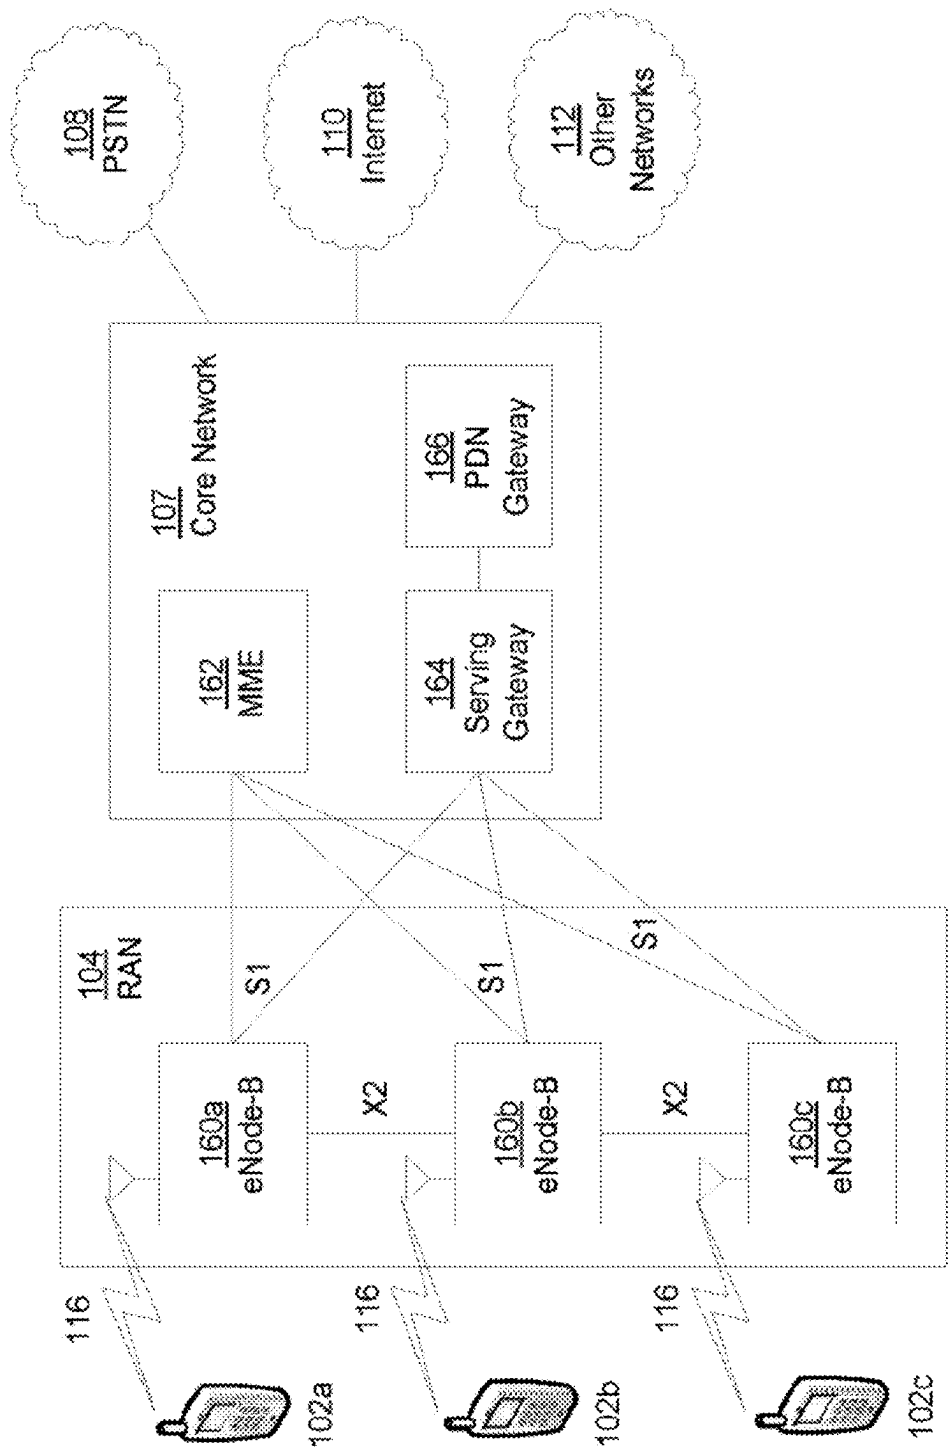 116
102a
116
102b
116
102c
104
RAN
160a
eNode-B
X2
160b
eNode-B
X2
160c
eNode-B
S1
S1
S1
107
Core Network
162
MME
164
Serving
Gateway
166
PDN
Gateway
108
PSTN
110
Internet
112
Other
Networks